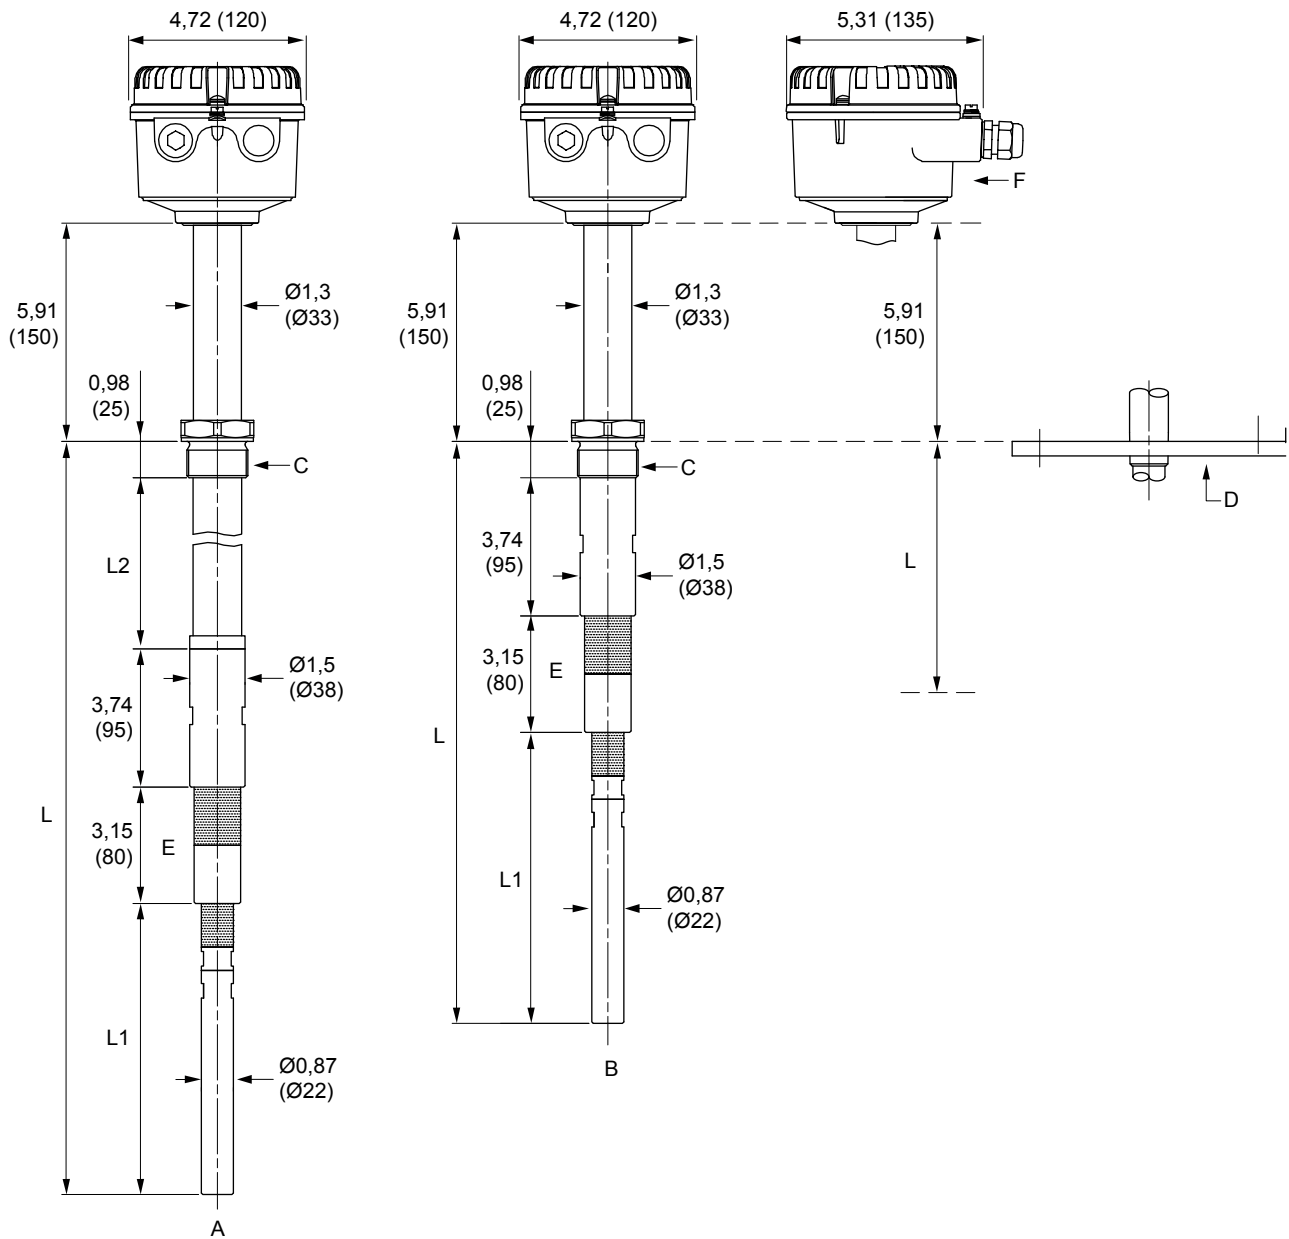 4,72 (120)
4,72 (120)
5,31 (135)
F
Ø1,3
(Ø33)
5,91
(150)
Ø1,3
(Ø33)
5,91
(150)
5,91
(150)
0,98
(25)
0,98
(25)
C
C
D
L2
3,74
(95)
Ø1,5
(Ø38)
L
Ø1,5
(Ø38)
3,74
(95)
3,15
(80)
E
L
L
3,15
(80)
E
L1
Ø0,87
(Ø22)
L1
Ø0,87
(Ø22)
B
A